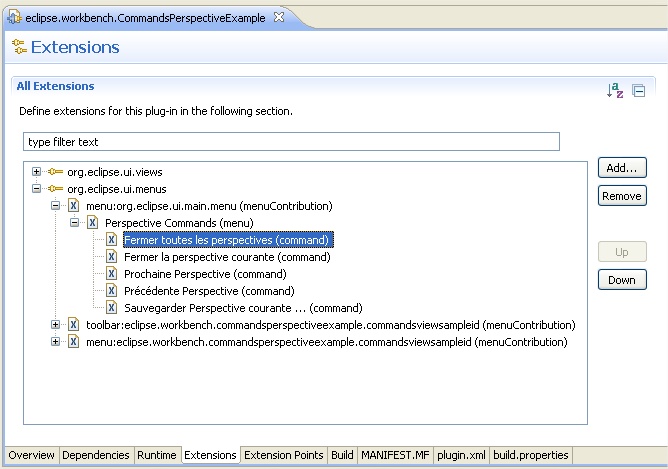 eclipse.workbench.CommandsPerspectiveExample
Extensions
All Extensions
Define extensions for this plug-in in the following section.
type filter text
org.eclipse.ui.views
org.eclipse.ui.menus
menu:org.eclipse.ui.main.menu (menuContribution)
Perspective Commands (menu)
Fermer toutes les perspectives (command)
Fermer la perspective courante (command)
Prochaine Perspective (command)
Précédente Perspective (command)
Sauvegarder Perspective courante ... (command)
toolbar:eclipse.workbench.commandsperspectiveexample.commandsviewsampleid (menuContribution)
menu:eclipse.workbench.commandsperspectiveexample.commandsviewsampleid (menuContribution)
Add...
Remove
Up
Down
Overview Dependencies Runtime Extensions Extension Points Build MANIFEST.MF plugin.xml build.properties